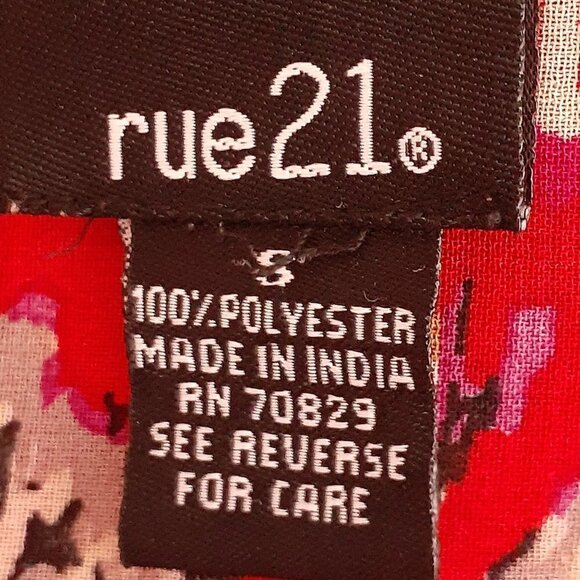 rue21®
100% POLYESTER
MADE IN INDIA
RN 70829
SEE REVERSE
FOR CARE